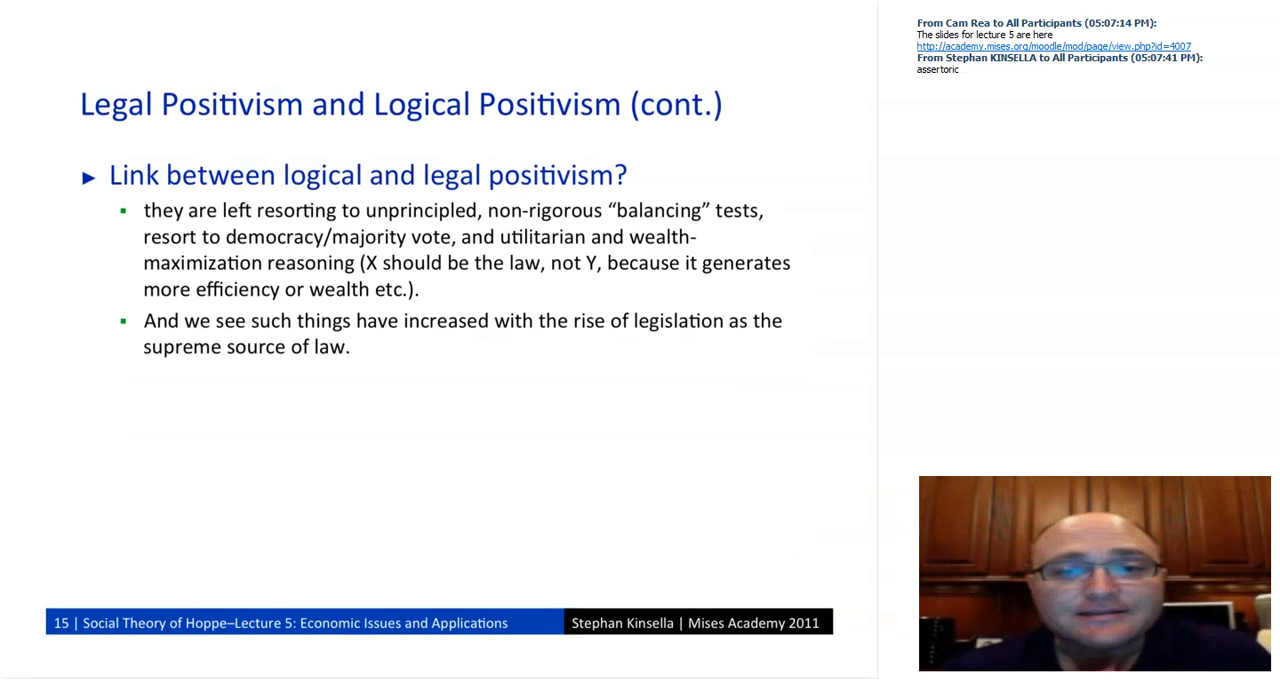 Legal Positivism and Logical Positivism (cont.)
► Link between logical and legal positivism?
▪ they are left resorting to unprincipled, non-rigorous “balancing” tests,
resort to democracy/majority vote, and utilitarian and wealth-
maximization reasoning (X should be the law, not Y, because it generates
more efficiency or wealth etc.).
▪ And we see such things have increased with the rise of legislation as the
supreme source of law.
15 | Social Theory of Hoppe–Lecture 5: Economic Issues and Applications
Stephan Kinsella | Mises Academy 2011
From Cam Rea to All Participants (05:07:14 PM):
The slides for lecture 5 are here
http://academy.mises.org/moodle/mod/page/view.php?id=4007
From Stephan KINSELLA to All Participants (05:07:41 PM):
assertoric